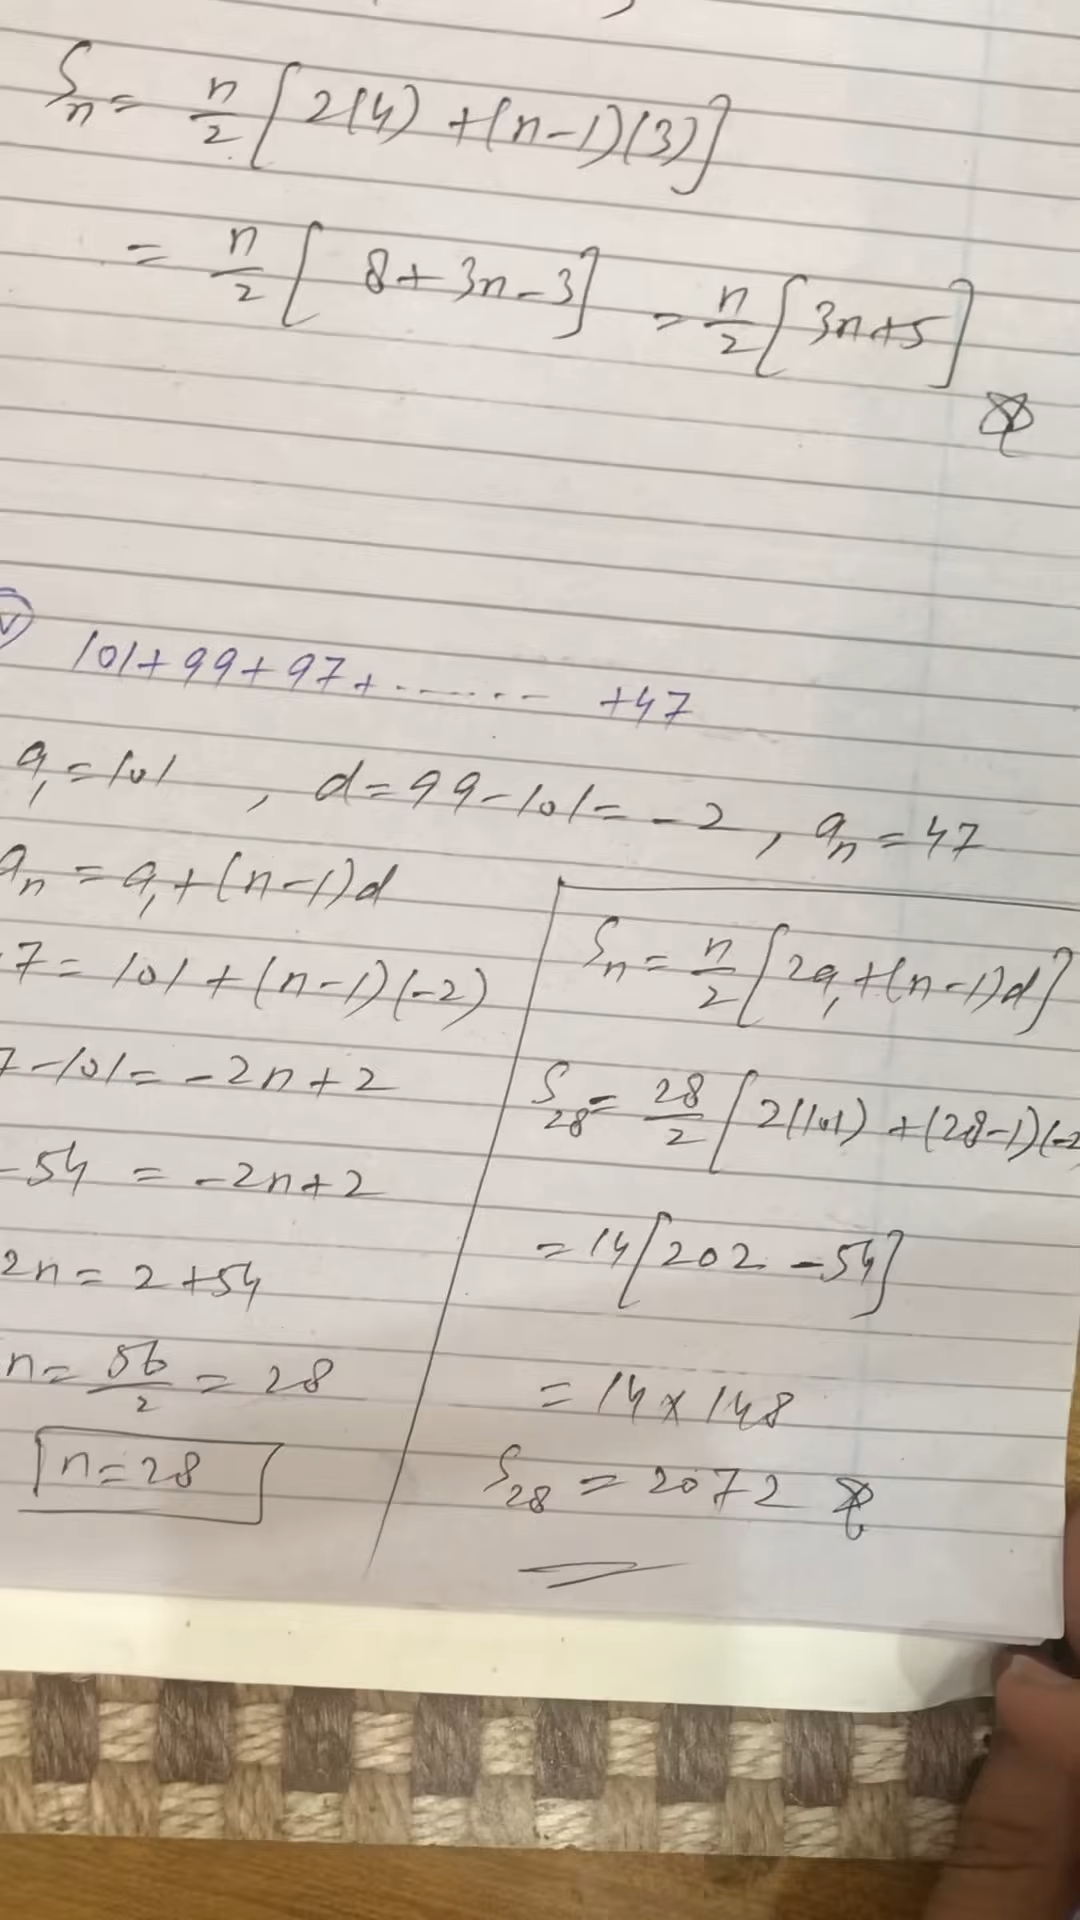 Sn = n/2 [2(4) + (n-1)(3)]
= n/2 [8 + 3n - 3] = n/2 [3n + 5]
101 + 99 + 97 + ........ + 47
a₁ = 101 , d = 99 - 101 = -2 , an = 47
an = a₁ + (n-1)d
7 = 101 + (n-1)(-2)
7 - 101 = -2n + 2
-54 = -2n + 2
2n = 2 + 54
n = 56/2 = 28
n = 28
Sn = n/2 [2a₁ + (n-1)d]
S28 = 28/2 [2(101) + (28-1)(-2
= 14 [202 - 54]
= 14 × 148
S28 = 2072